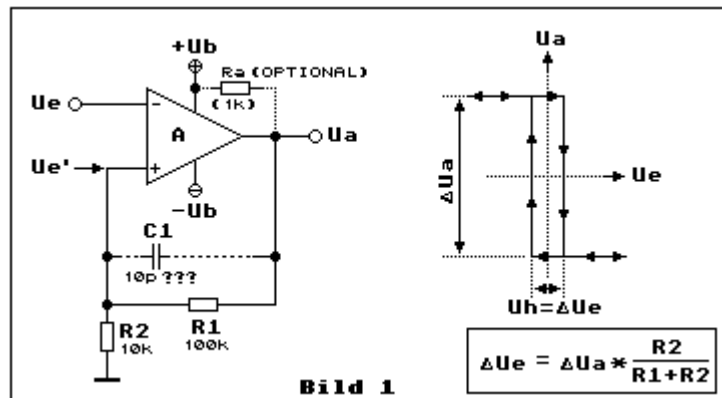 +Ub
Ra (OPTIONAL)
(1K)
Ue
-
A
Ua
Ue'
+
-Ub
C1
10p ???
R2
10K
R1
100K
Bild 1
Ua
ΔUa
Ue
Uh=ΔUe
ΔUe = ΔUa * R2
R1+R2